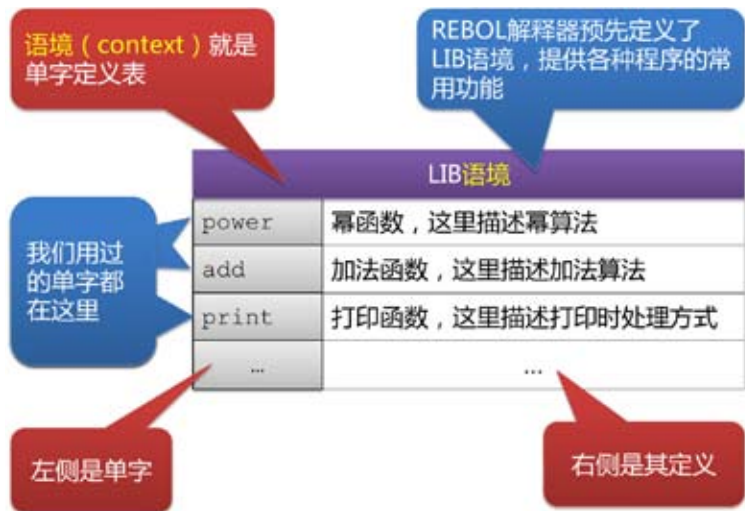 语境（context）就是
单字定义表
REBOL解释器预先定义了
LIB语境，提供各种程序的常
用功能
LIB语境
我们用过
的单字都
在这里
power
幂函数，这里描述幂算法
add
加法函数，这里描述加法算法
print
打印函数，这里描述打印时处理方式
…
…
左侧是单字
右侧是其定义